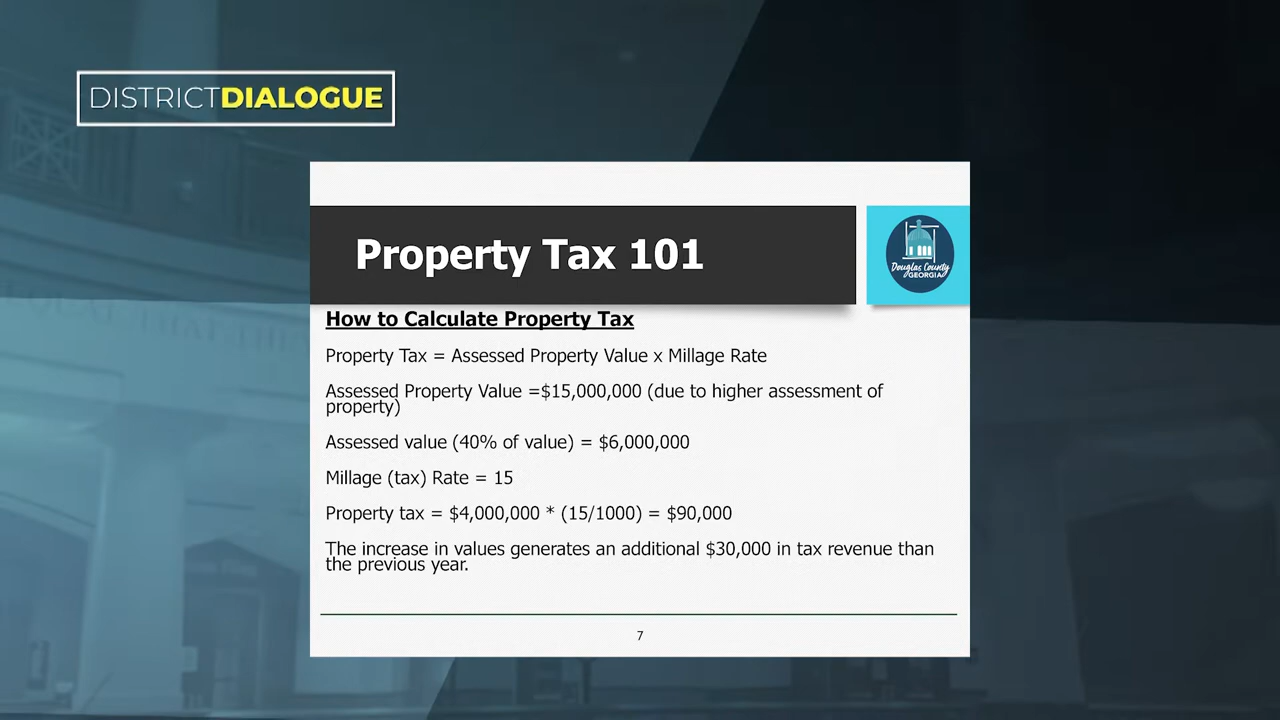 DISTRICTDIALOGUE
Property Tax 101
Douglas County
GEORGIA
How to Calculate Property Tax
Property Tax = Assessed Property Value x Millage Rate
Assessed Property Value =$15,000,000 (due to higher assessment of
property)
Assessed value (40% of value) = $6,000,000
Millage (tax) Rate = 15
Property tax = $4,000,000 * (15/1000) = $90,000
The increase in values generates an additional $30,000 in tax revenue than
the previous year.
7